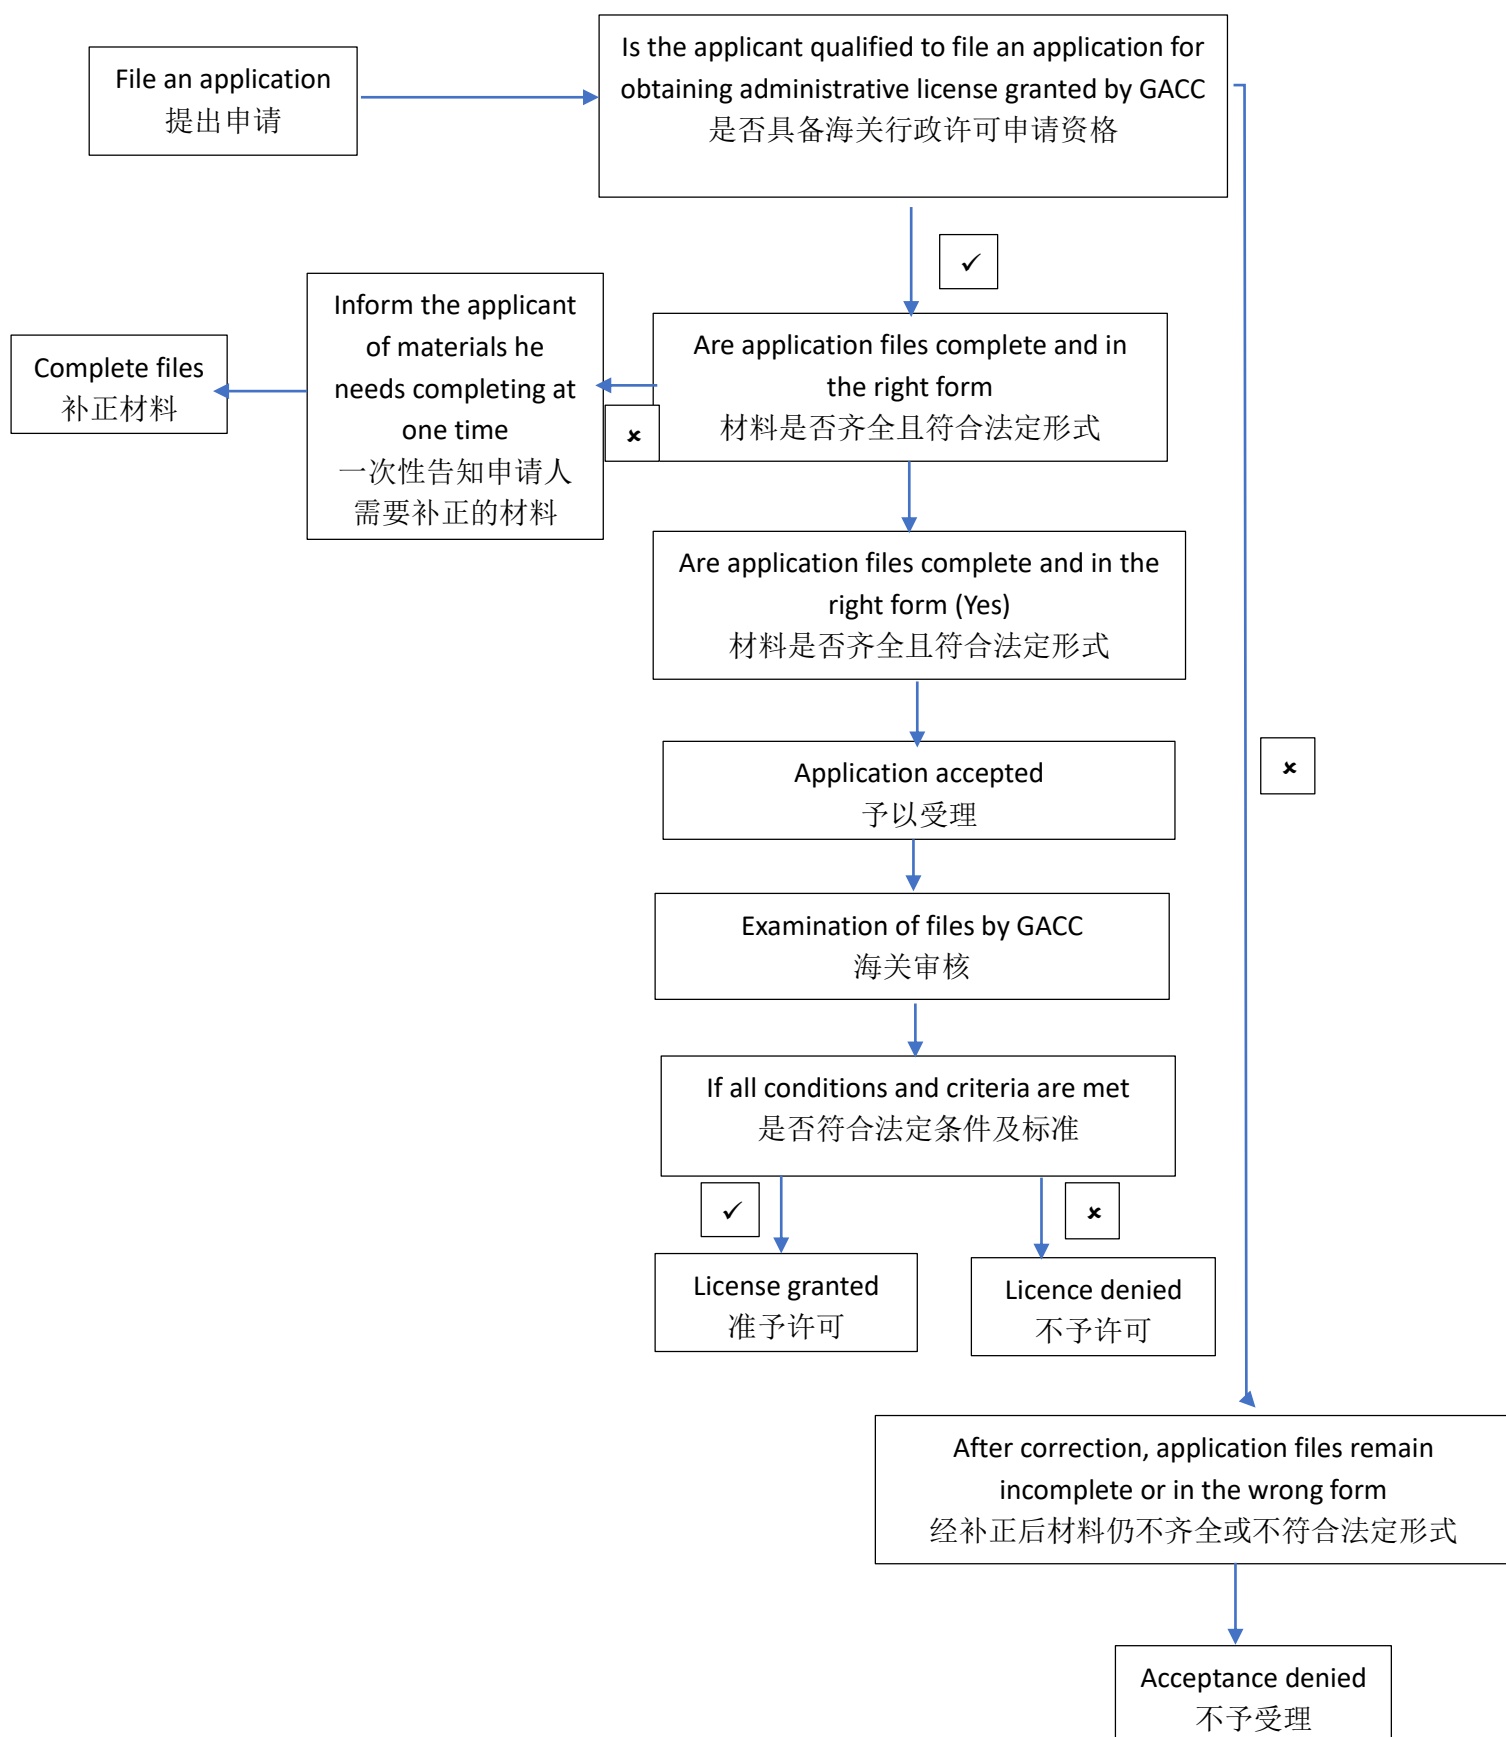 File an application
提出申请
Is the applicant qualified to file an application for
obtaining administrative license granted by GACC
是否具备海关行政许可申请资格
✓
Inform the applicant
of materials he
needs completing at
one time
一次性告知申请人
需要补正的材料
Complete files
补正材料
Are application files complete and in
the right form
材料是否齐全且符合法定形式
×
Are application files complete and in the
right form (Yes)
材料是否齐全且符合法定形式
Application accepted
予以受理
×
Examination of files by GACC
海关审核
If all conditions and criteria are met
是否符合法定条件及标准
✓
×
License granted
准予许可
Licence denied
不予许可
After correction, application files remain
incomplete or in the wrong form
经补正后材料仍不齐全或不符合法定形式
Acceptance denied
不予受理